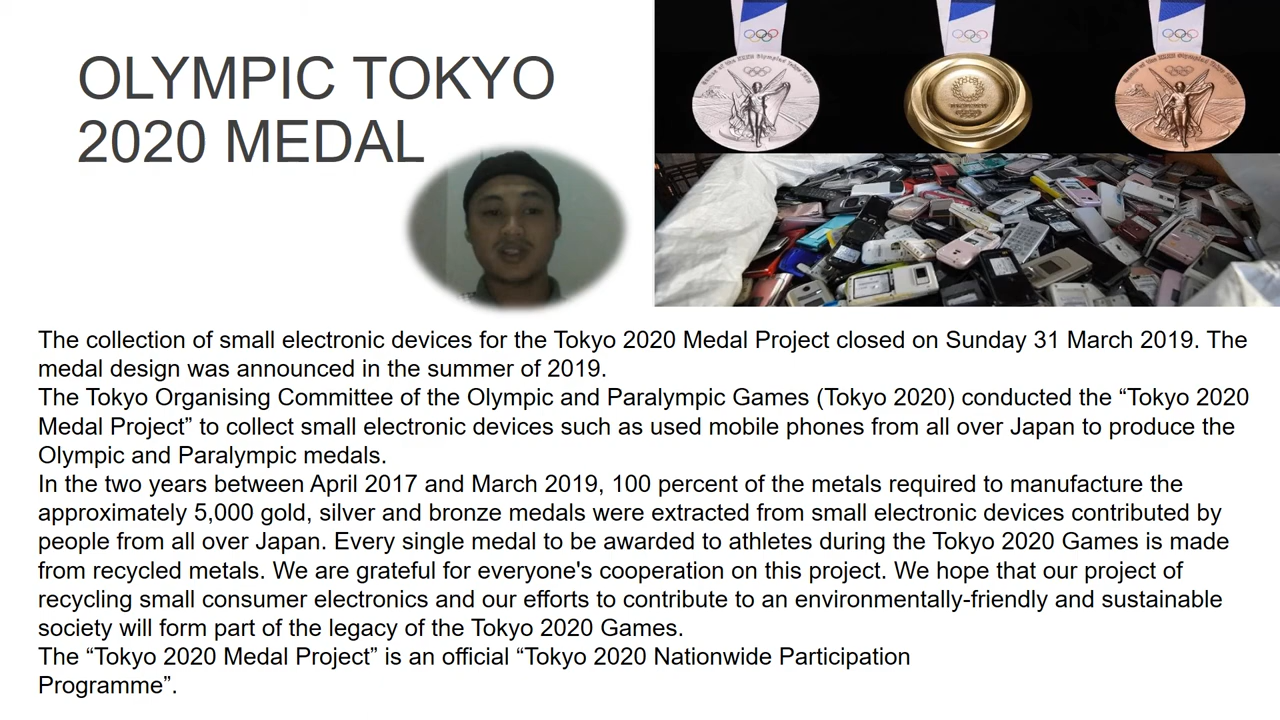 OLYMPIC TOKYO
2020 MEDAL
The collection of small electronic devices for the Tokyo 2020 Medal Project closed on Sunday 31 March 2019. The
medal design was announced in the summer of 2019.
The Tokyo Organising Committee of the Olympic and Paralympic Games (Tokyo 2020) conducted the “Tokyo 2020
Medal Project” to collect small electronic devices such as used mobile phones from all over Japan to produce the
Olympic and Paralympic medals.
In the two years between April 2017 and March 2019, 100 percent of the metals required to manufacture the
approximately 5,000 gold, silver and bronze medals were extracted from small electronic devices contributed by
people from all over Japan. Every single medal to be awarded to athletes during the Tokyo 2020 Games is made
from recycled metals. We are grateful for everyone's cooperation on this project. We hope that our project of
recycling small consumer electronics and our efforts to contribute to an environmentally-friendly and sustainable
society will form part of the legacy of the Tokyo 2020 Games.
The “Tokyo 2020 Medal Project” is an official “Tokyo 2020 Nationwide Participation
Programme”.